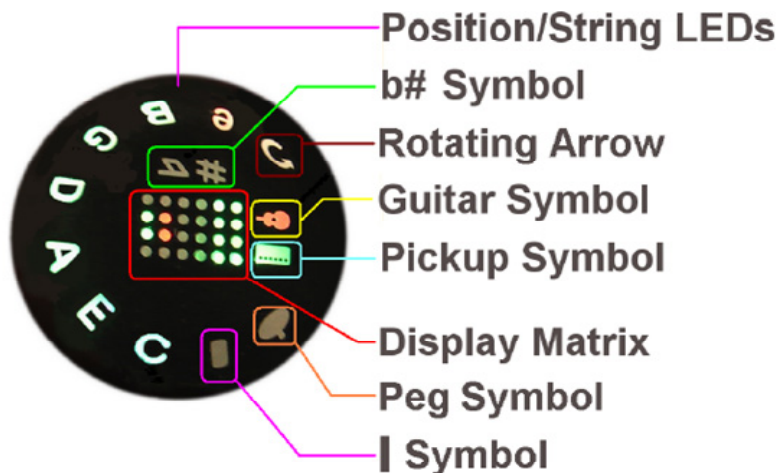 Position/String LEDs
b# Symbol
Rotating Arrow
Guitar Symbol
Pickup Symbol
Display Matrix
Peg Symbol
I Symbol
e
B
G
D
A
E
C
b #